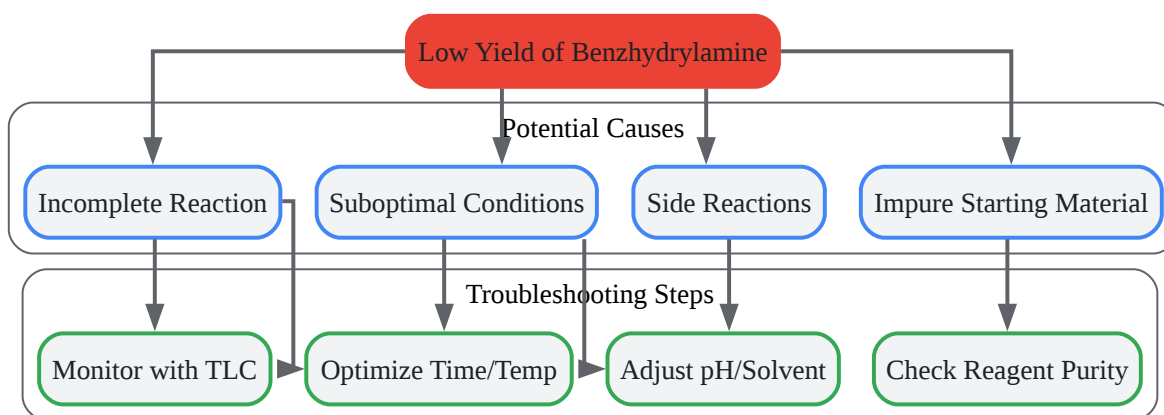 Low Yield of Benzhydrylamine
Potential Causes
Incomplete Reaction
Suboptimal Conditions
Side Reactions
Impure Starting Material
Troubleshooting Steps
Monitor with TLC
Optimize Time/Temp
Adjust pH/Solvent
Check Reagent Purity